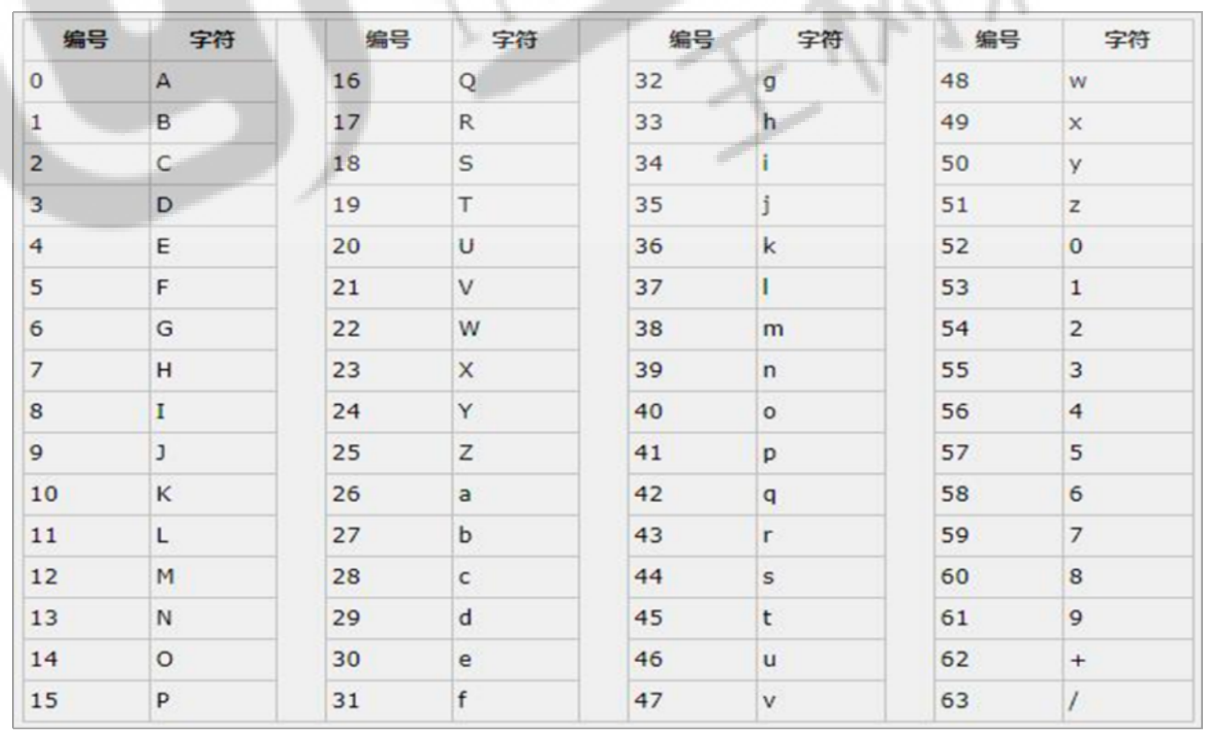 编号 字符 编号 字符 编号 字符 编号 字符
0 A 16 Q 32 g 48 w
1 B 17 R 33 h 49 x
2 C 18 S 34 i 50 y
3 D 19 T 35 j 51 z
4 E 20 U 36 k 52 0
5 F 21 V 37 l 53 1
6 G 22 W 38 m 54 2
7 H 23 X 39 n 55 3
8 I 24 Y 40 o 56 4
9 J 25 Z 41 p 57 5
10 K 26 a 42 q 58 6
11 L 27 b 43 r 59 7
12 M 28 c 44 s 60 8
13 N 29 d 45 t 61 9
14 O 30 e 46 u 62 +
15 P 31 f 47 v 63 /